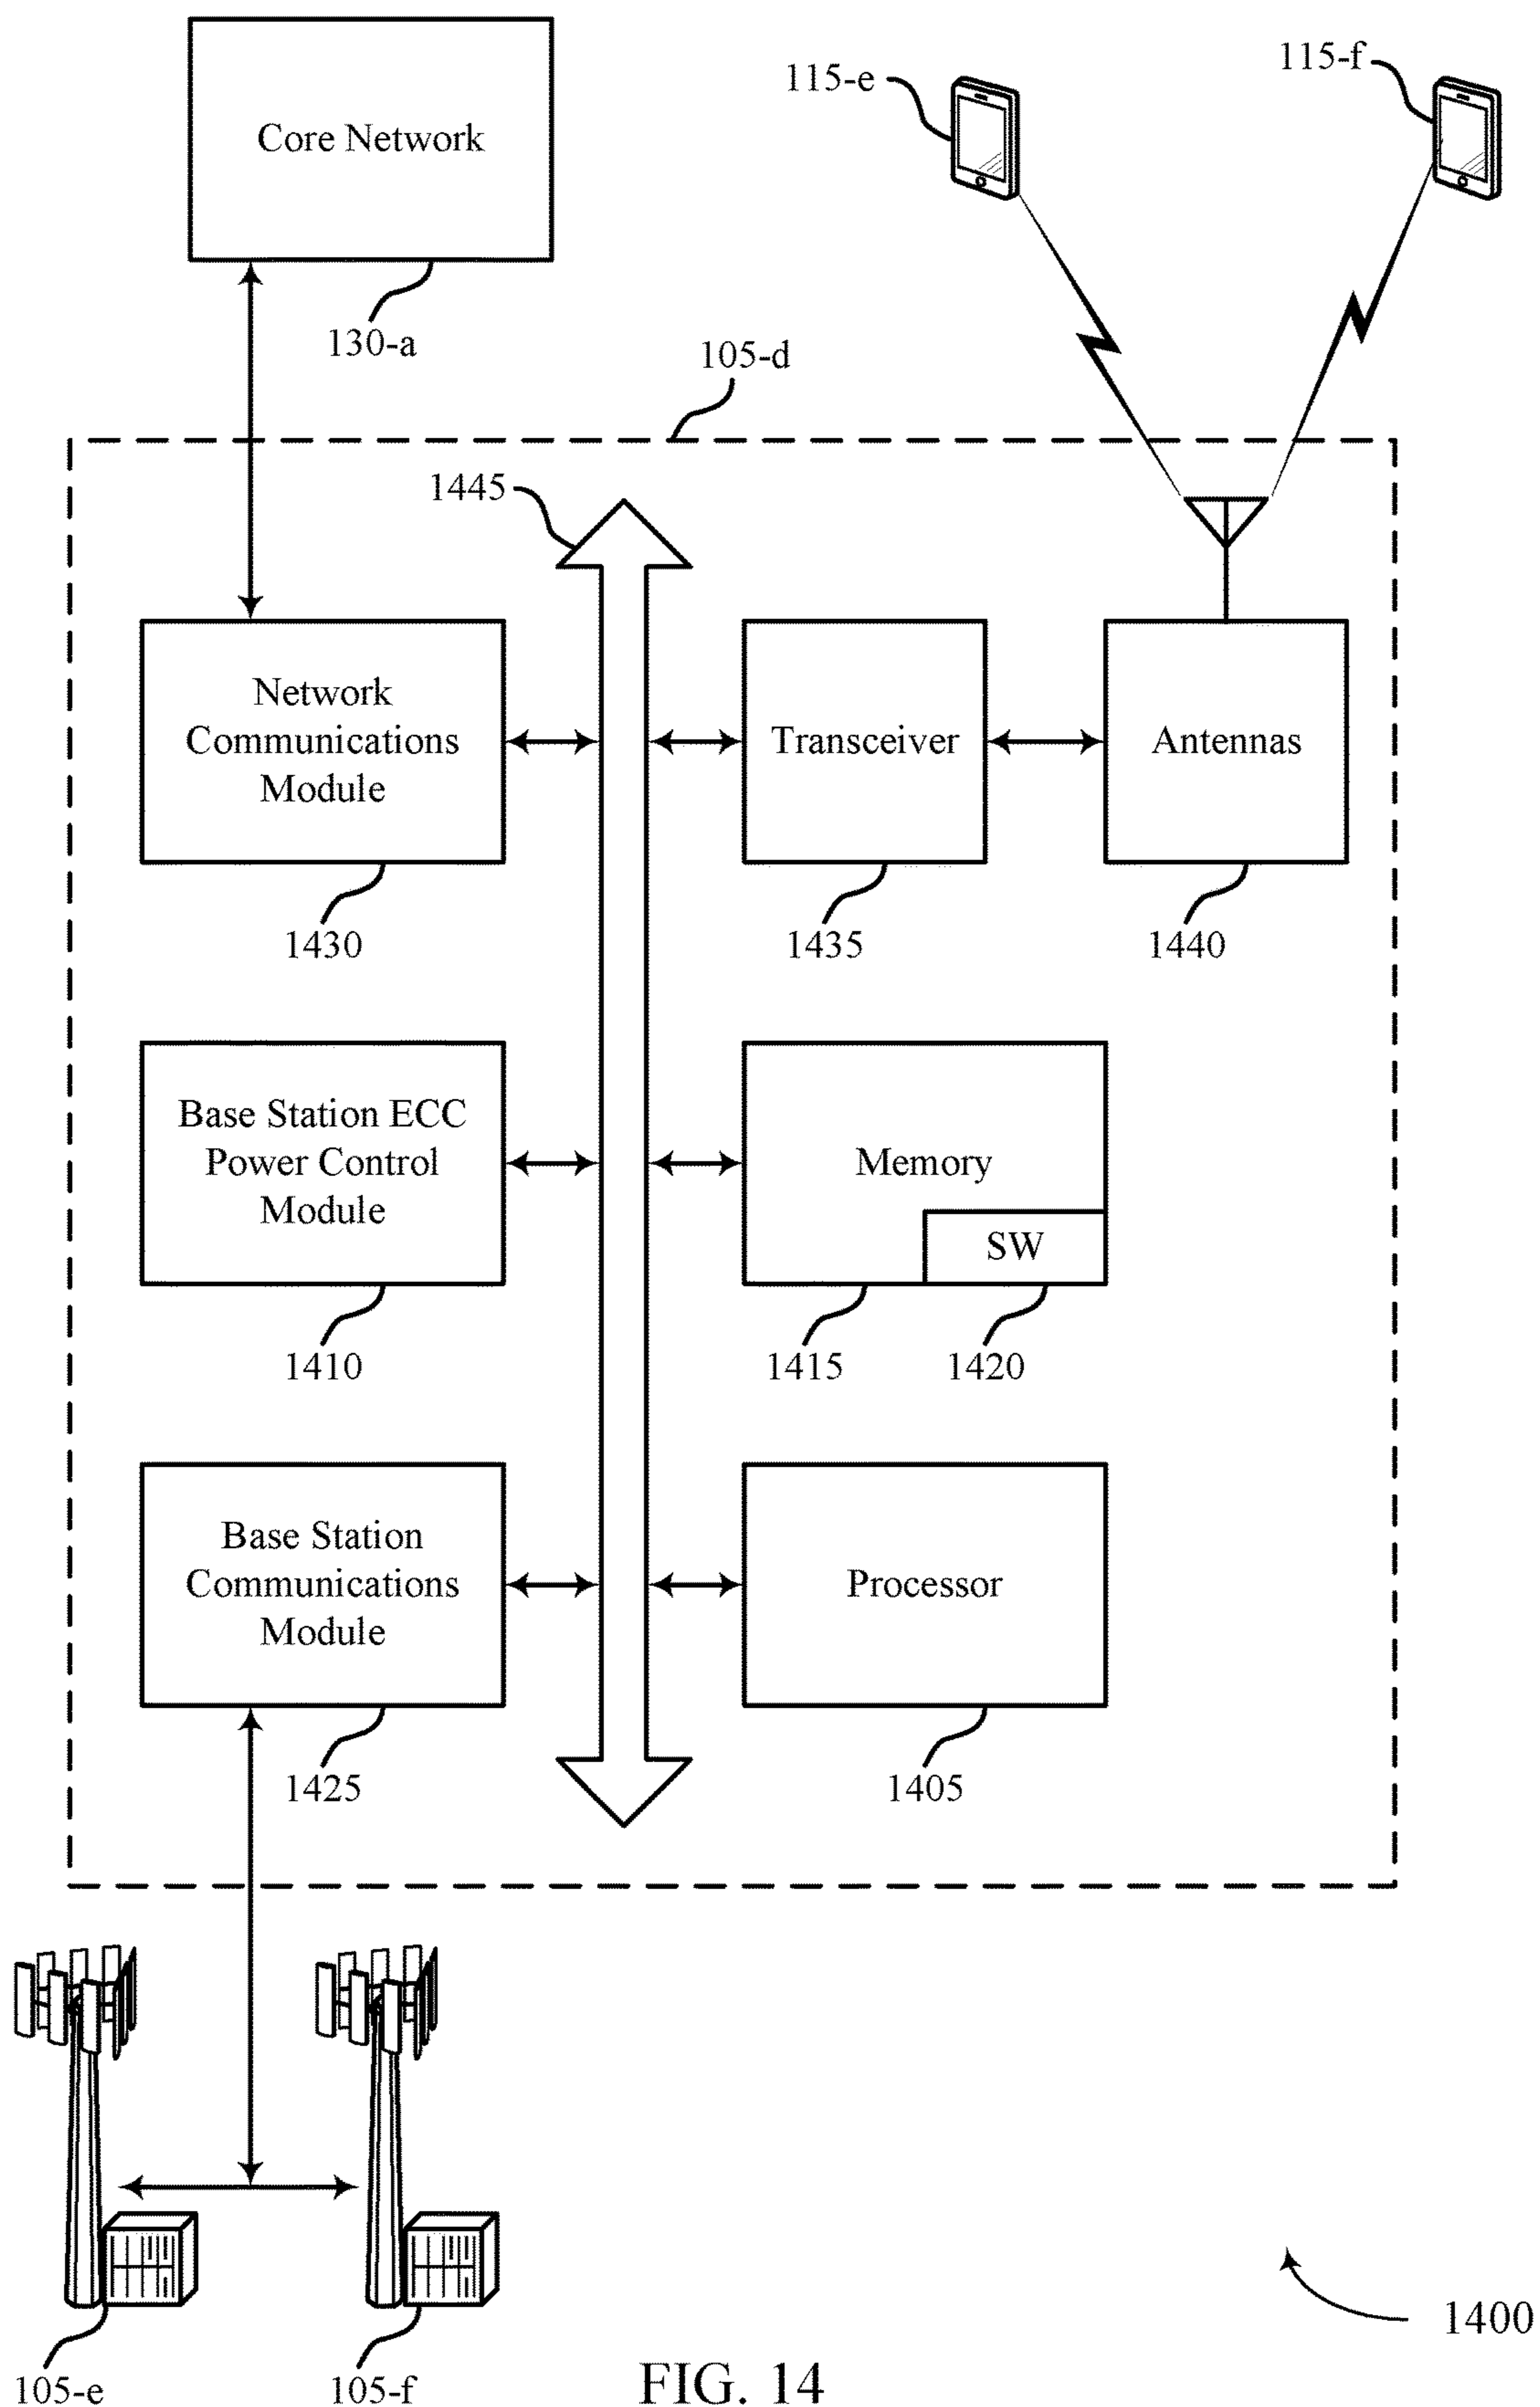 Core Network
130-a
115-e
115-f
105-d
1445
Network
Communications
Module
1430
Transceiver
1435
Antennas
1440
Base Station ECC
Power Control
Module
1410
Memory
SW
1415
1420
Base Station
Communications
Module
1425
Processor
1405
105-e
105-f
1400
FIG. 14